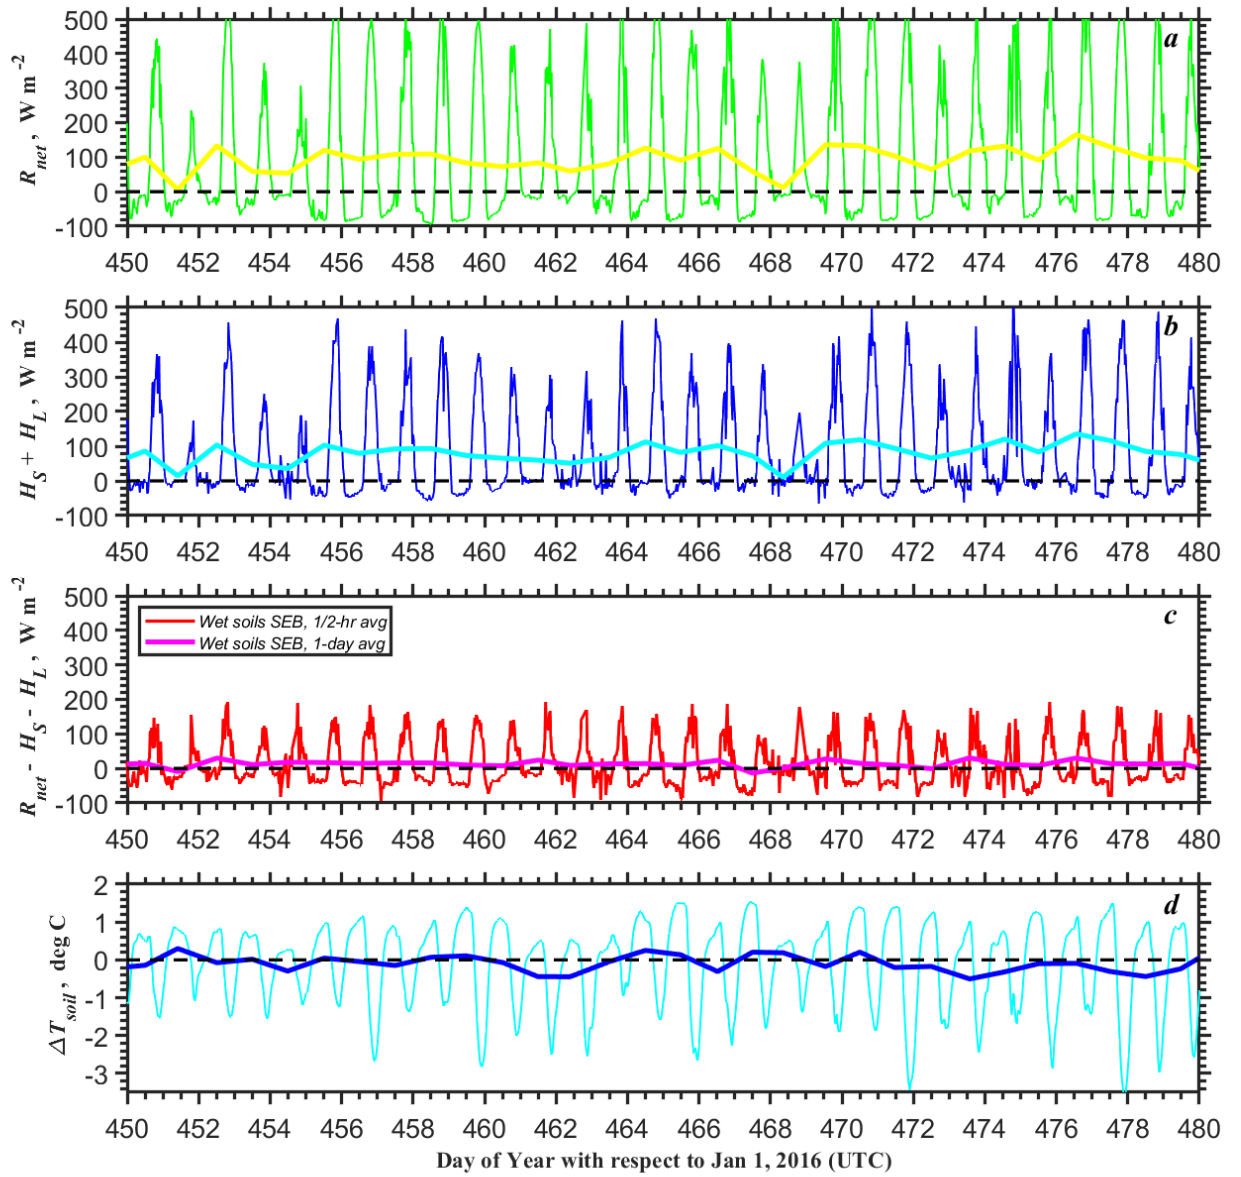 a
500
400
300
200
100
0
-100
R_net , W m^-2
450 452 454 456 458 460 462 464 466 468 470 472 474 476 478 480
b
500
400
300
200
100
0
-100
H_S + H_L , W m^-2
450 452 454 456 458 460 462 464 466 468 470 472 474 476 478 480
c
500
400
300
200
100
0
-100
R_net - H_S - H_L , W m^-2
Wet soils SEB, 1/2-hr avg
Wet soils SEB, 1-day avg
450 452 454 456 458 460 462 464 466 468 470 472 474 476 478 480
d
2
1
0
-1
-2
-3
ΔT_soil , deg C
450 452 454 456 458 460 462 464 466 468 470 472 474 476 478 480
Day of Year with respect to Jan 1, 2016 (UTC)